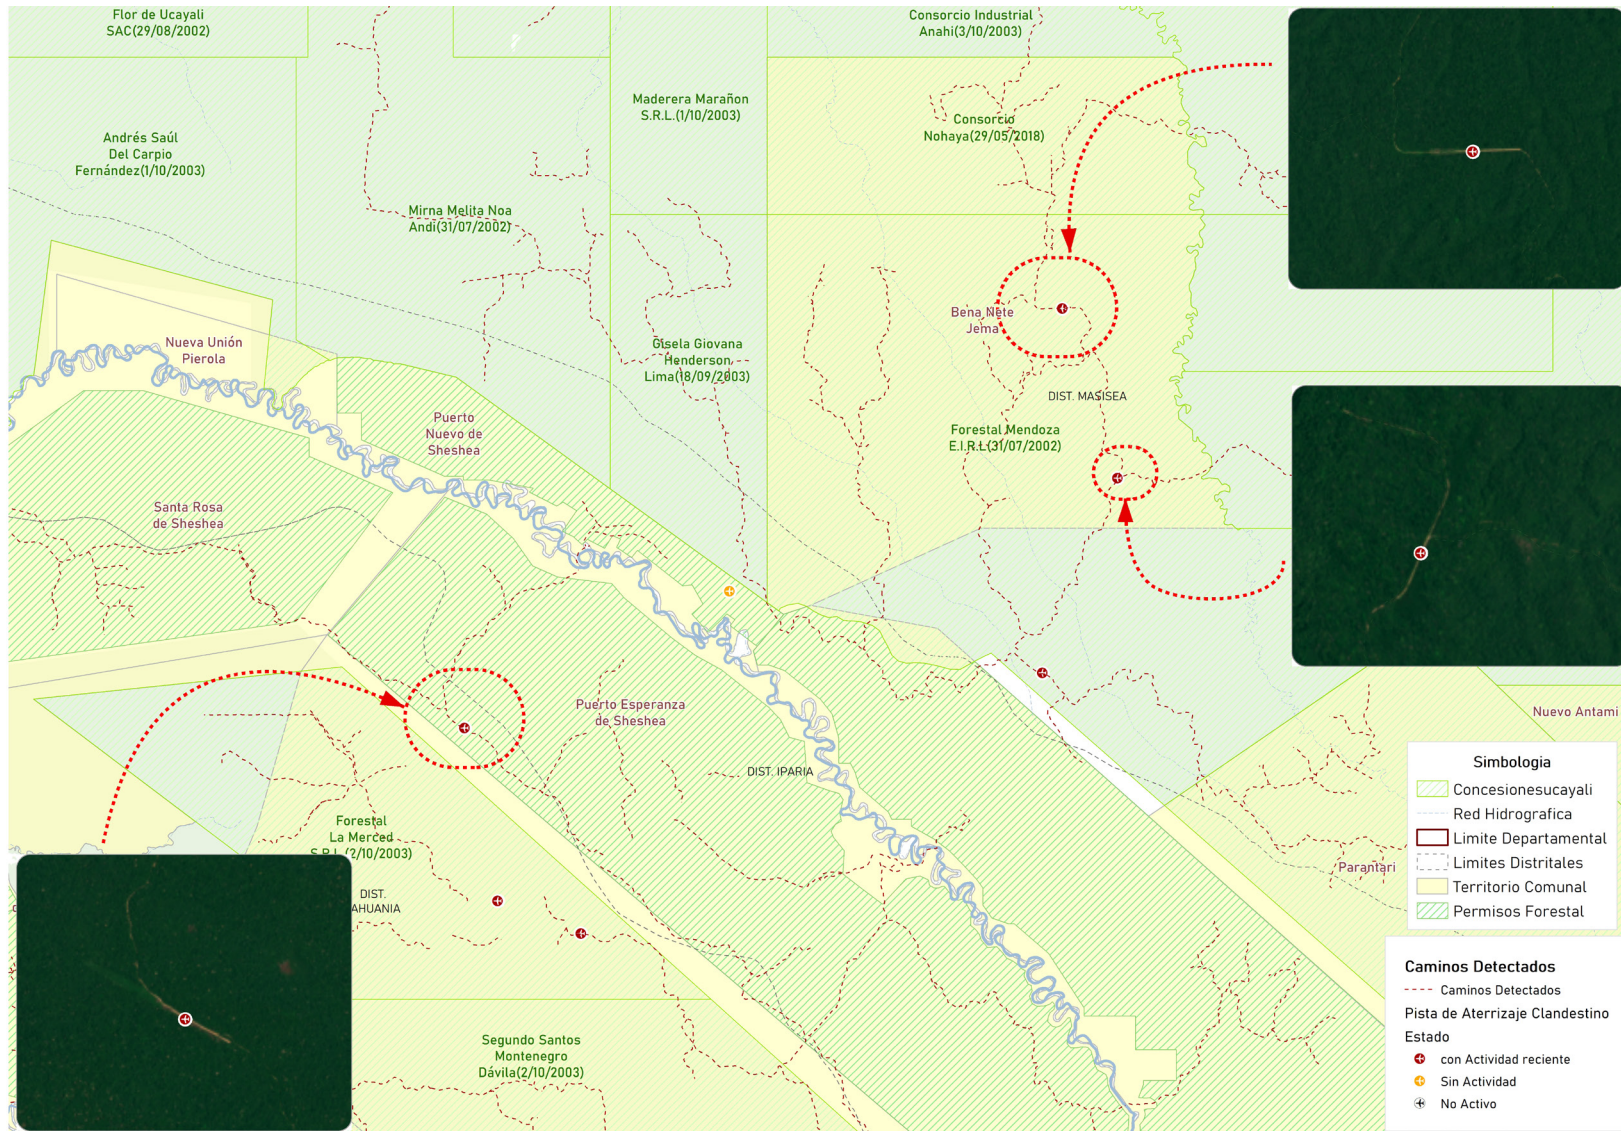 Flor de Ucayali
SAC(29/08/2002)
Consorcio Industrial
Anahi(3/10/2003)
Maderera Marañon
S.R.L.(1/10/2003)
Consorcio
Nohaya(29/05/2018)
Andrés Saúl
Del Carpio
Fernández(1/10/2003)
Mirna Melita Noa
Andi(31/07/2002)
Bena Nete
Jema
Nueva Unión
Pierola
Gisela Giovana
Henderson
Lima(18/09/2003)
DIST. MASISEA
Puerto
Nuevo de
Sheshea
Forestal Mendoza
E.I.R.L(31/07/2002)
Santa Rosa
de Sheshea
Puerto Esperanza
de Sheshea
Nuevo Antami
DIST. IPARIA
Forestal
La Merced
S.R.L.(2/10/2003)
Parantari
DIST.
AHUANIA
Segundo Santos
Montenegro
Dávila(2/10/2003)
Simbologia
Concesionesucayali
Red Hidrografica
Limite Departamental
Limites Distritales
Territorio Comunal
Permisos Forestal
Caminos Detectados
Caminos Detectados
Pista de Aterrizaje Clandestino
Estado
con Actividad reciente
Sin Actividad
No Activo